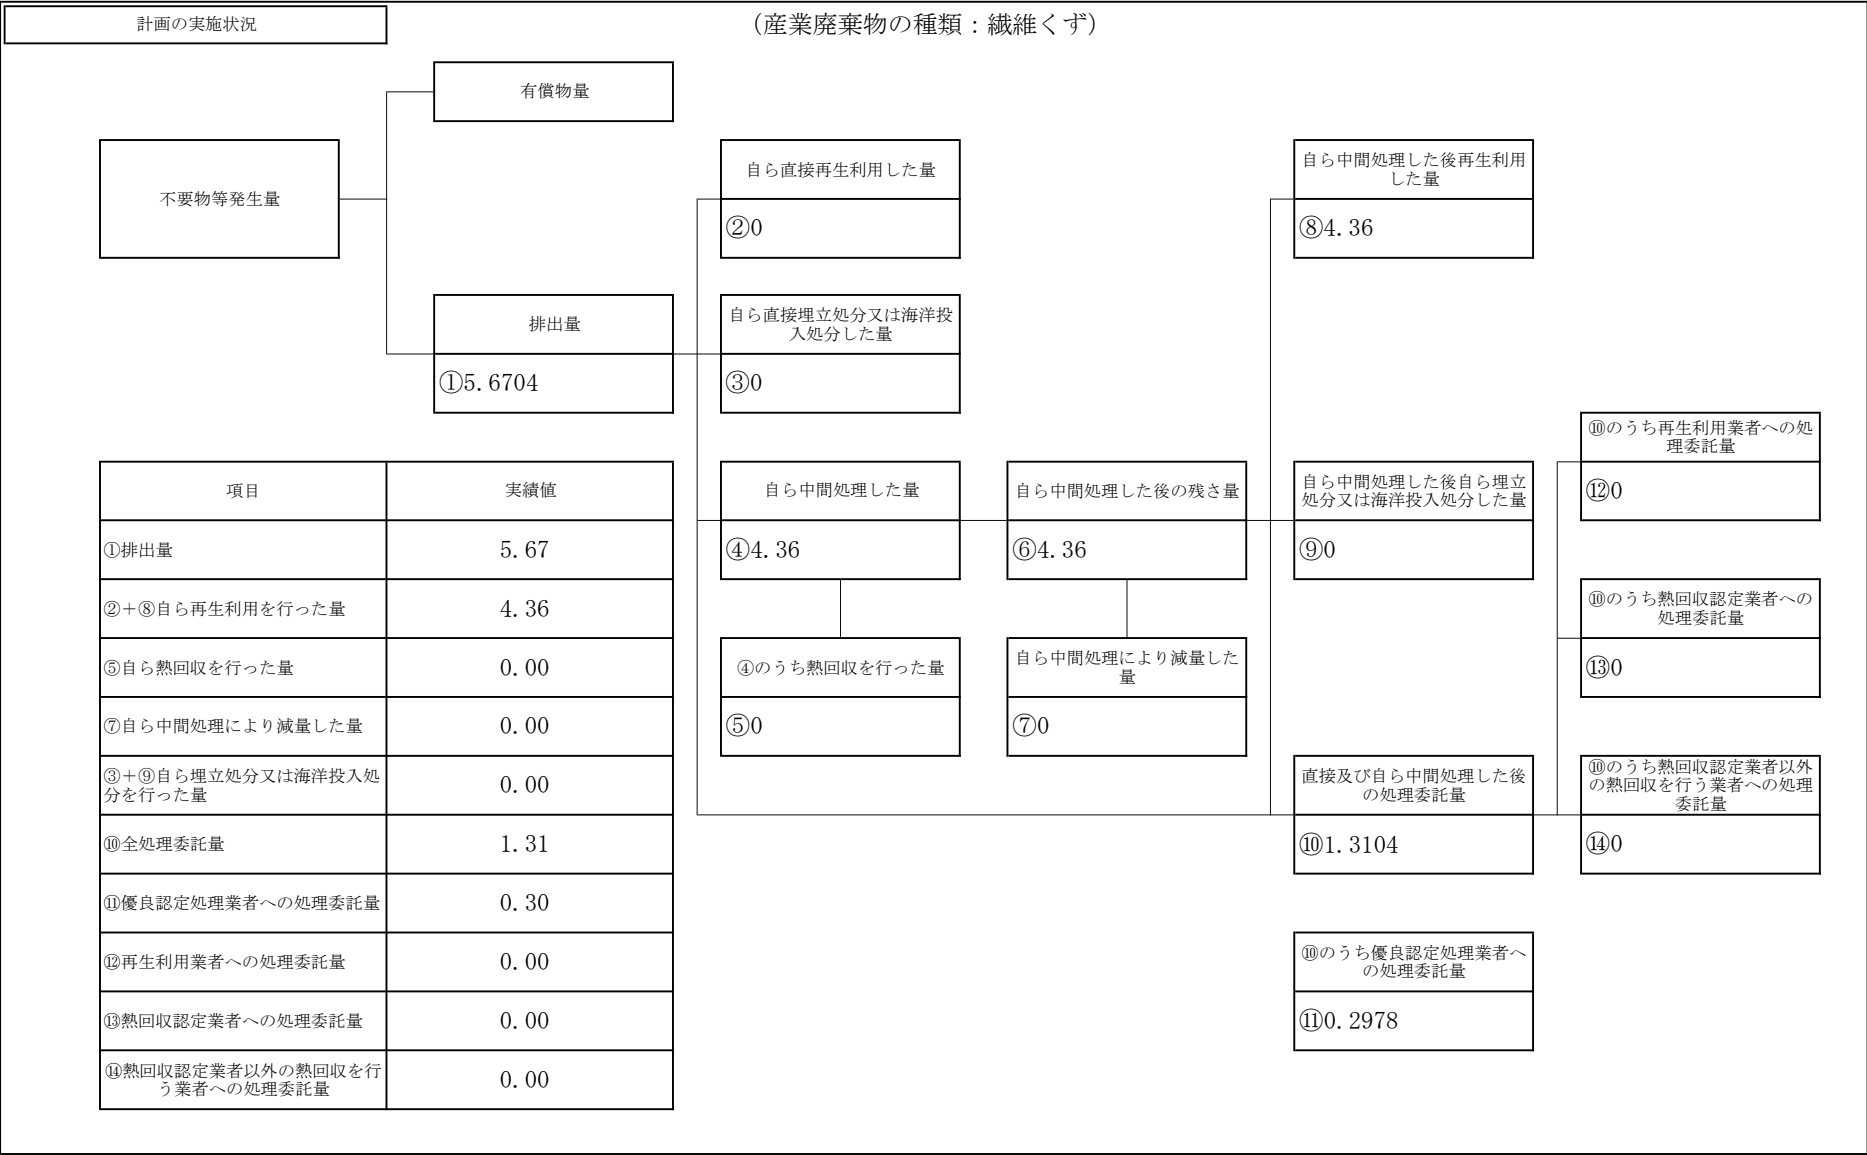 計画の実施状況
（産業廃棄物の種類：繊維くず）
有償物量
不要物等発生量
自ら直接再生利用した量
②0
自ら中間処理した後再生利用
した量
⑧4.36
排出量
①5.6704
自ら直接埋立処分又は海洋投
入処分した量
③0
⑩のうち再生利用業者への処
理委託量
⑫0
自ら中間処理した量
④4.36
自ら中間処理した後の残さ量
⑥4.36
自ら中間処理した後自ら埋立
処分又は海洋投入処分した量
⑨0
⑩のうち熱回収認定業者への
処理委託量
⑬0
④のうち熱回収を行った量
⑤0
自ら中間処理により減量した
量
⑦0
直接及び自ら中間処理した後
の処理委託量
⑩1.3104
⑩のうち熱回収認定業者以外
の熱回収を行う業者への処理
委託量
⑭0
⑩のうち優良認定処理業者へ
の処理委託量
⑪0.2978
項目 実績値
①排出量 5.67
②＋⑧自ら再生利用を行った量 4.36
⑤自ら熱回収を行った量 0.00
⑦自ら中間処理により減量した量 0.00
③＋⑨自ら埋立処分又は海洋投入処
分を行った量 0.00
⑩全処理委託量 1.31
⑪優良認定処理業者への処理委託量 0.30
⑫再生利用業者への処理委託量 0.00
⑬熱回収認定業者への処理委託量 0.00
⑭熱回収認定業者以外の熱回収を行
う業者への処理委託量 0.00